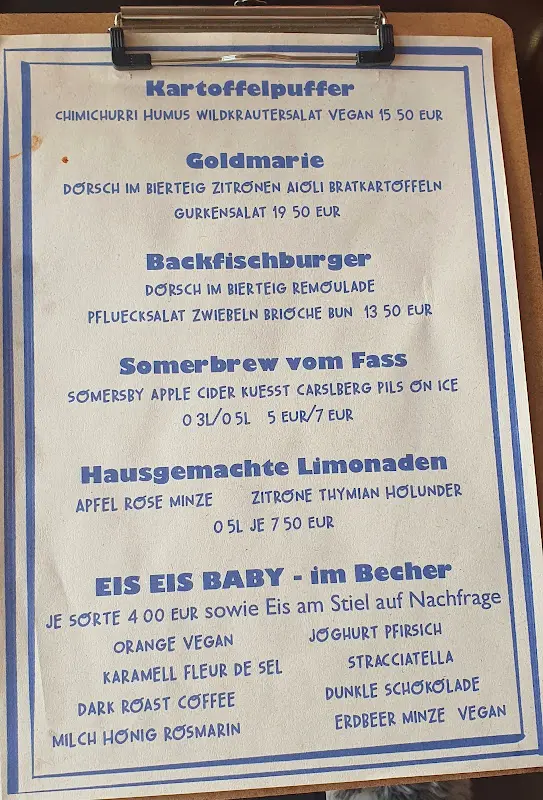 Kartoffelpuffer
CHIMICHURRI HUMUS WILDKRAUTERSALAT VEGAN 15 50 EUR
Goldmarie
DORSCH IM BIERTEIG ZITRONEN AIOLI BRATKARTOFFELN
GURKENSALAT 19 50 EUR
Backfischburger
DORSCH IM BIERTEIG REMOULADE
PFLUECKSALAT ZWIEBELN BRIOCHE BUN 13 50 EUR
Somerbrew vom Fass
SOMERSBY APPLE CIDER KUESST CARSLBERG PILS ON ICE
0 3L/0 5L 5 EUR/7 EUR
Hausgemachte Limonaden
APFEL ROSE MINZE ZITRONE THYMIAN HOLUNDER
0 5L JE 7 50 EUR
EIS EIS BABY - im Becher
JE SORTE 4 00 EUR sowie Eis am Stiel auf Nachfrage
ORANGE VEGAN JOGHURT PFIRSICH
KARAMELL FLEUR DE SEL STRACCIATELLA
DARK ROAST COFFEE DUNKLE SCHOKOLADE
MILCH HONIG ROSMARIN ERDBEER MINZE VEGAN